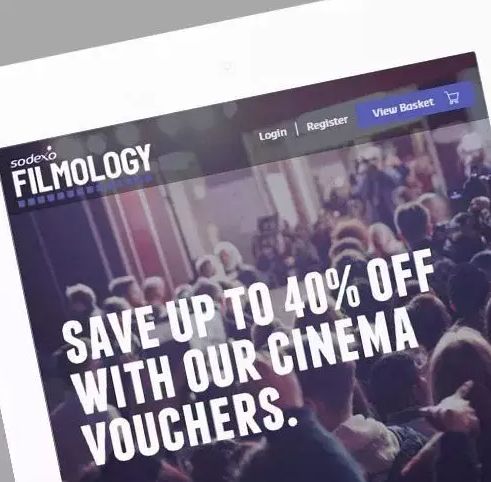 Login | Register
View Basket
sodexo
FILMOLOGY
SAVE UP TO 40% OFF
WITH OUR CINEMA
VOUCHERS.